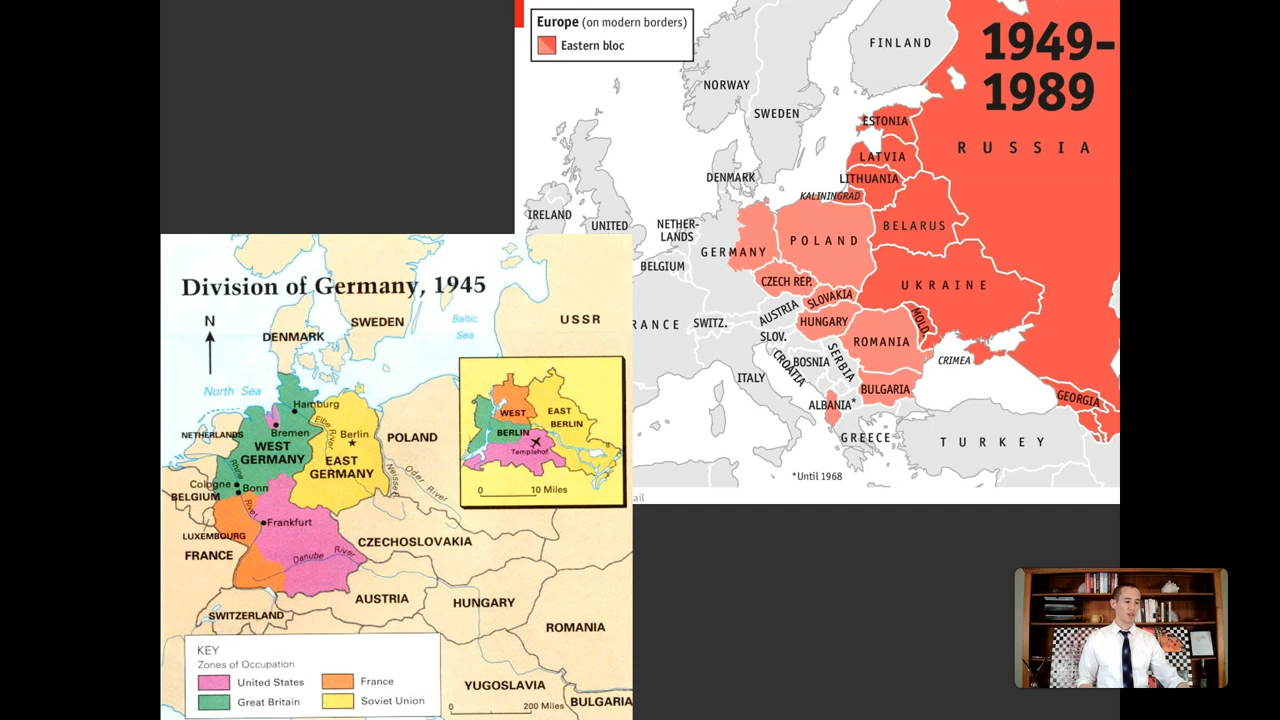 Europe (on modern borders)
Eastern bloc
1949-
1989
FINLAND
NORWAY
SWEDEN
ESTONIA
RUSSIA
LATVIA
LITHUANIA
DENMARK
KALININGRAD
IRELAND
UNITED
NETHER-
LANDS
BELARUS
GERMANY
POLAND
BELGIUM
CZECH REP.
UKRAINE
SLOVAKIA
AUSTRIA
RANCE
SWITZ.
HUNGARY
MOLD.
SLOV.
ROMANIA
CROATIA
BOSNIA
SERBIA
CRIMEA
ITALY
BULGARIA
GEORGIA
ALBANIA*
GREECE
TURKEY
*Until 1968
ail
Division of Germany, 1945
N
SWEDEN
Baltic
Sea
USSR
DENMARK
North Sea
Hamburg
NETHERLANDS
Bremen
Elbe River
Berlin
POLAND
WEST
GERMANY
EAST
GERMANY
Rhine
River
Cologne
Bonn
BELGIUM
Neisse R.
Oder River
Frankfurt
LUXEMBOURG
FRANCE
CZECHOSLOVAKIA
Danube River
AUSTRIA
SWITZERLAND
HUNGARY
ROMANIA
YUGOSLAVIA
BULGARIA
WEST
BERLIN
EAST
BERLIN
Templehof
0 10 Miles
KEY
Zones of Occupation
United States
France
Great Britain
Soviet Union
0 200 Miles